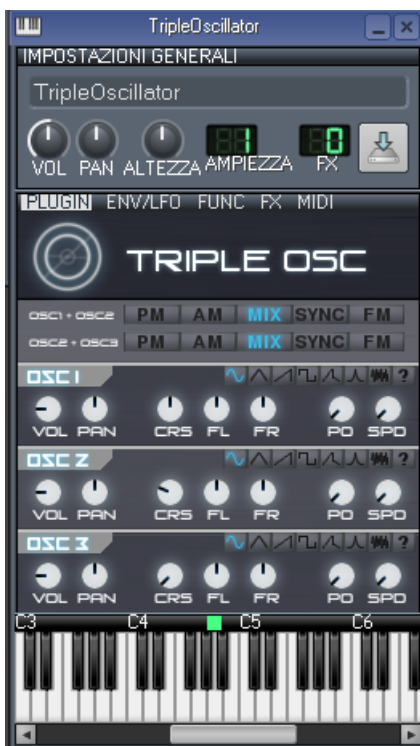 TripleOscillator
IMPOSTAZIONI GENERALI
TripleOscillator
1 0
VOL PAN ALTEZZA AMPIEZZA FX
PLUGIN ENV/LFO FUNC FX MIDI
TRIPLE OSC
OSC1 + OSC2 PM AM MIX SYNC FM
OSC2 + OSC3 PM AM MIX SYNC FM
OSC 1 ?
VOL PAN CRS FL FR PO SPD
OSC 2 ?
VOL PAN CRS FL FR PO SPD
OSC 3 ?
VOL PAN CRS FL FR PO SPD
C3 C4 C5 C6